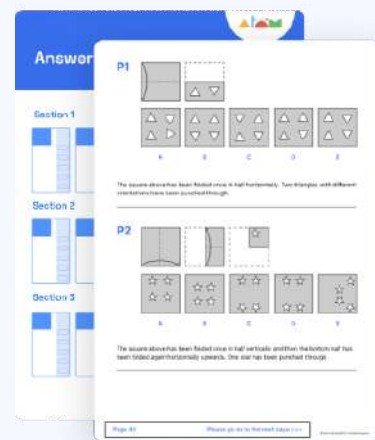 atom
Answer
Section 1
Section 2
Section 3
P1
A B C D E
The square above has been folded once in half horizontally. Two triangles with different
orientations have been punched through.
P2
A B C D E
The square above has been folded once in half vertically and then the bottom half has
been folded again horizontally upwards. One star has been punched through.
Page 40
Please go on to the next page >>>